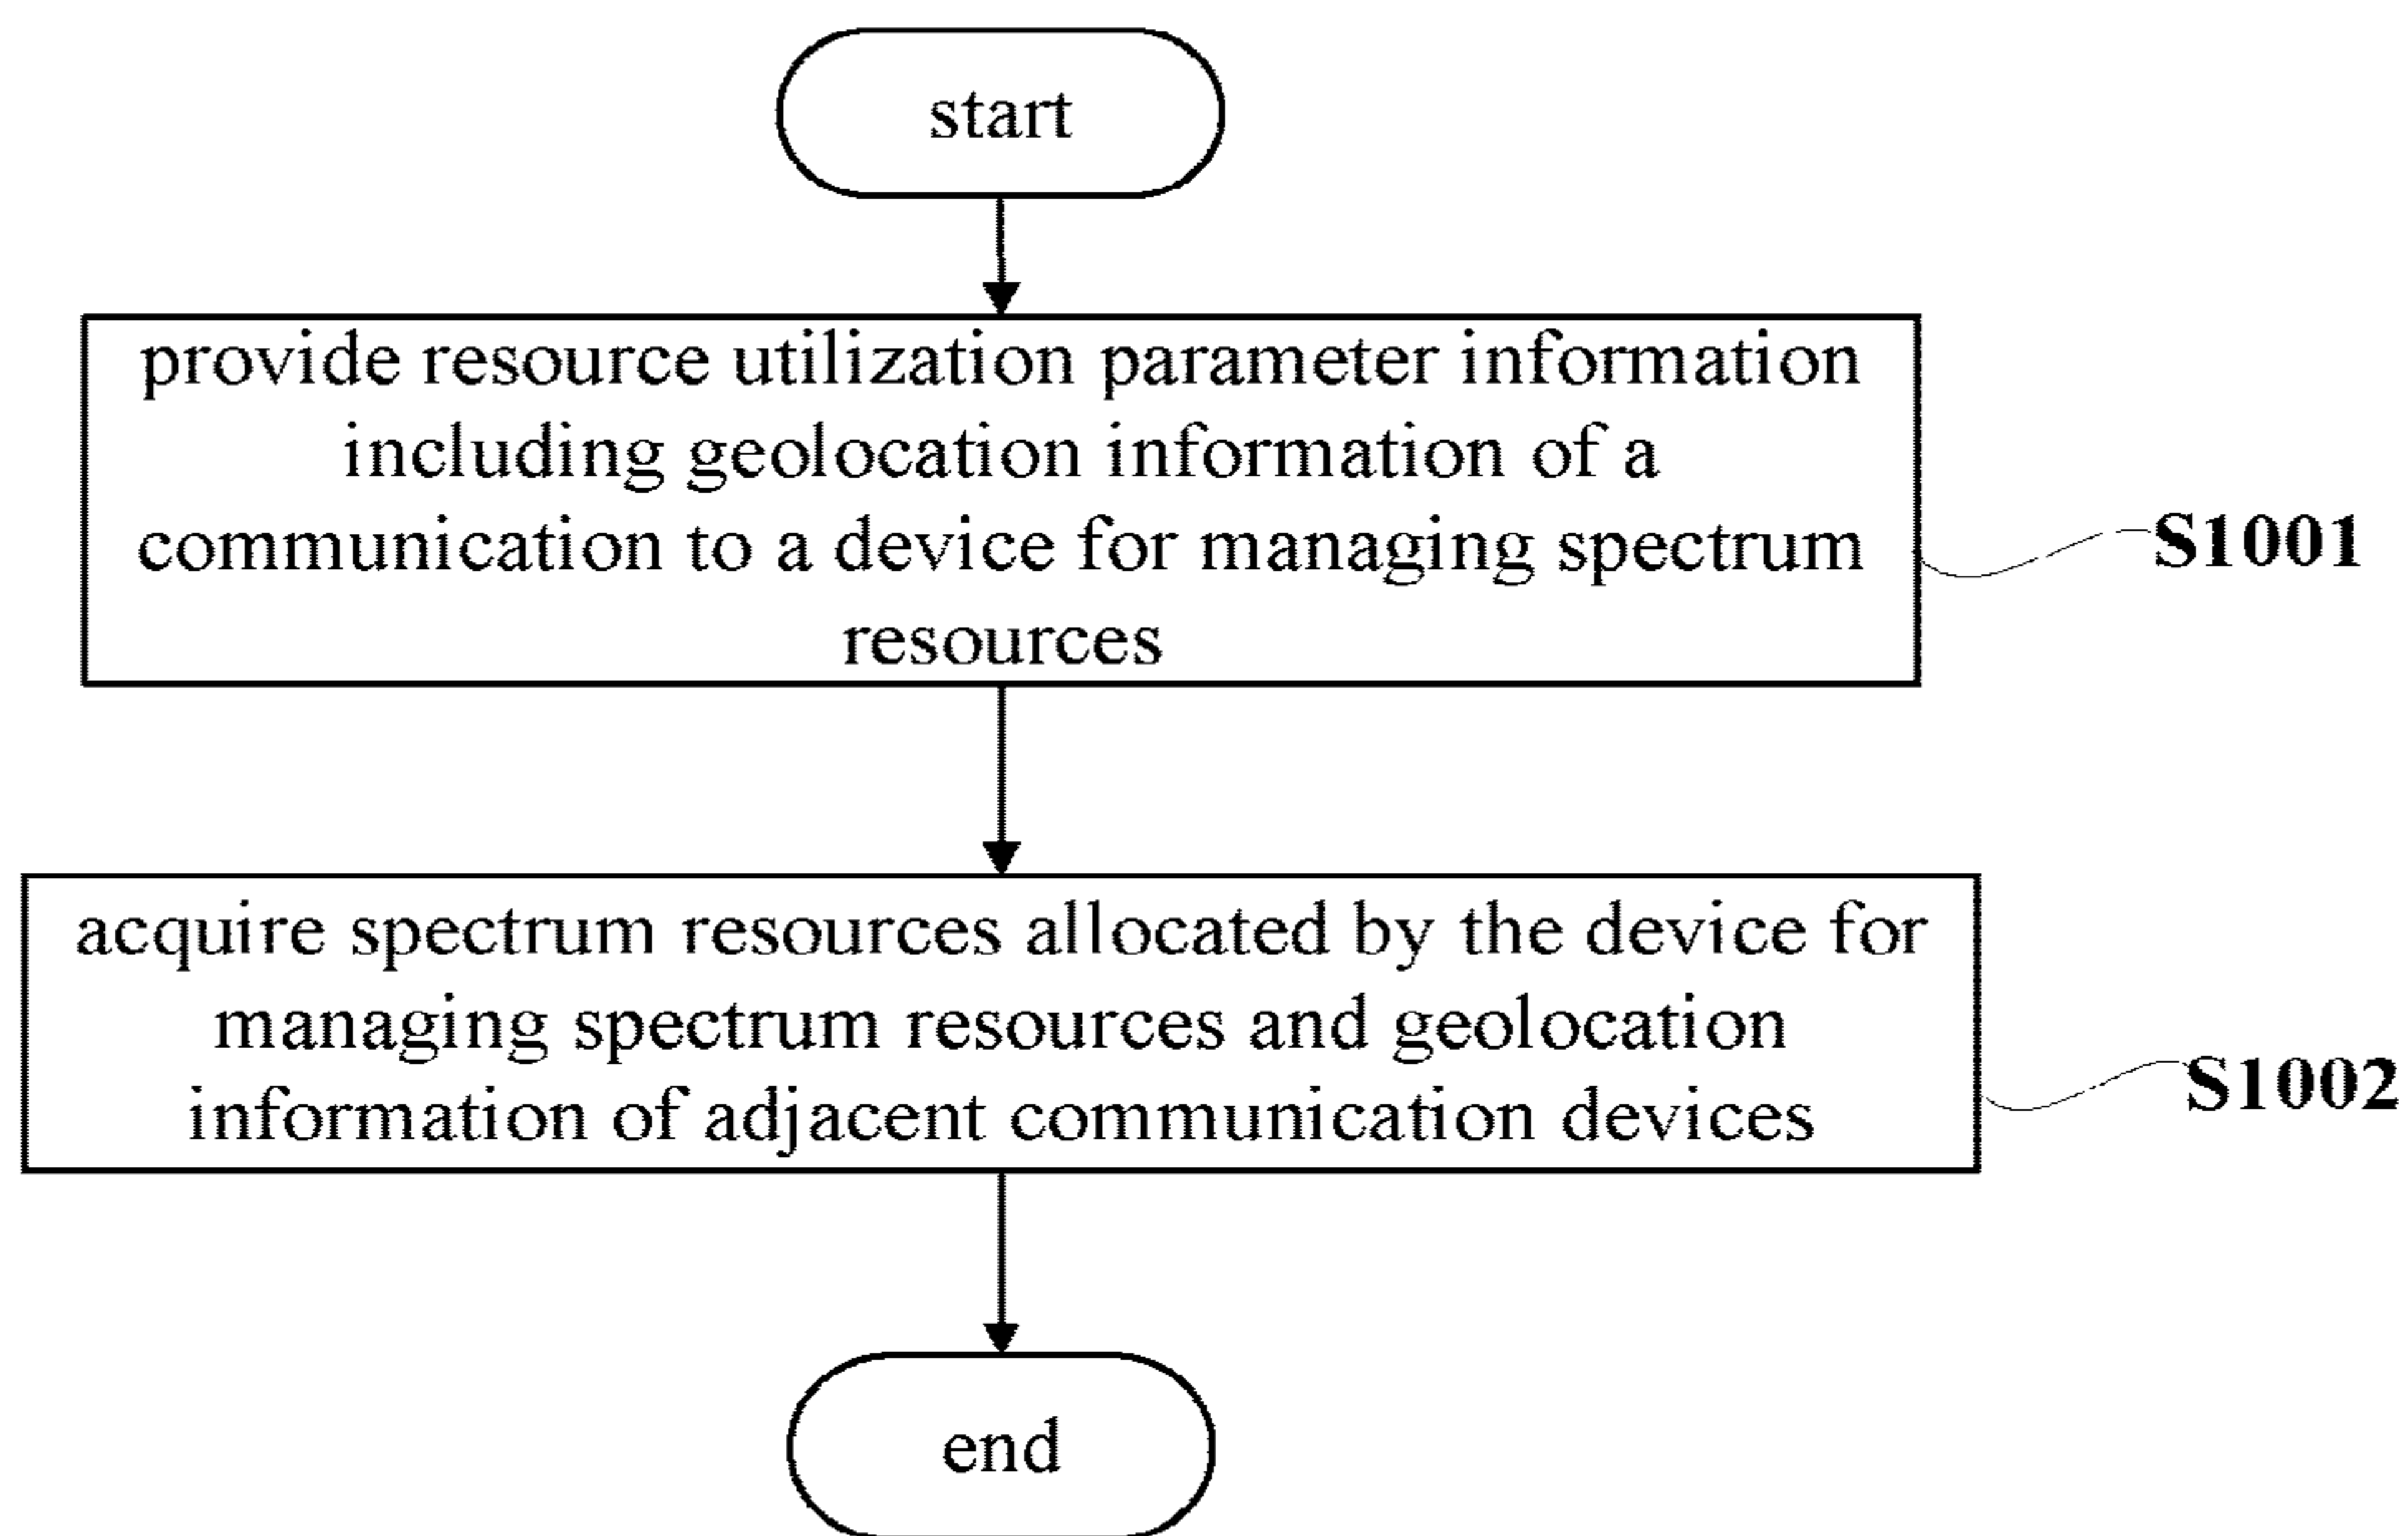 start
provide resource utilization parameter information
including geolocation information of a
communication to a device for managing spectrum
resources
S1001
acquire spectrum resources allocated by the device for
managing spectrum resources and geolocation
information of adjacent communication devices
S1002
end